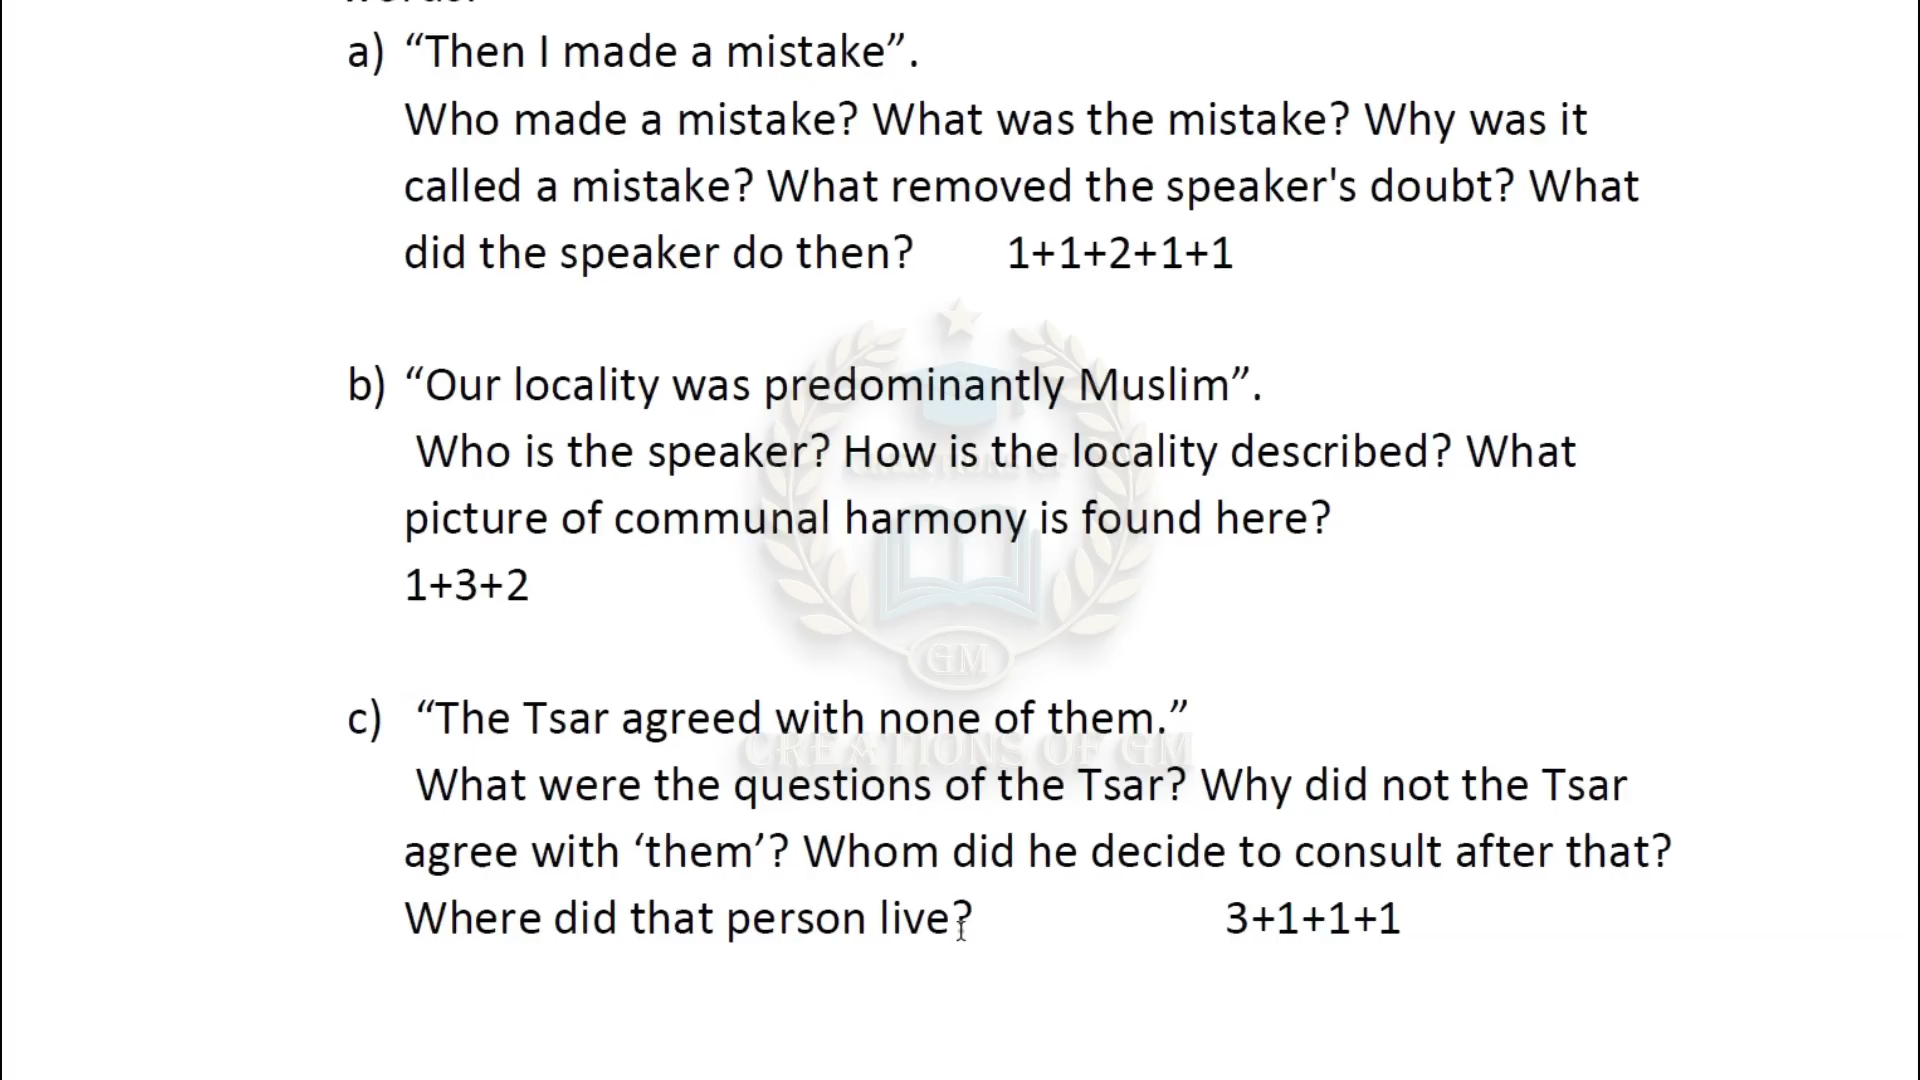 a) “Then I made a mistake”.
Who made a mistake? What was the mistake? Why was it
called a mistake? What removed the speaker's doubt? What
did the speaker do then? 1+1+2+1+1
b) “Our locality was predominantly Muslim”.
Who is the speaker? How is the locality described? What
picture of communal harmony is found here?
1+3+2
GM
c) “The Tsar agreed with none of them.”
CREATIONS OF GM
What were the questions of the Tsar? Why did not the Tsar
agree with ‘them’? Whom did he decide to consult after that?
Where did that person live? 3+1+1+1